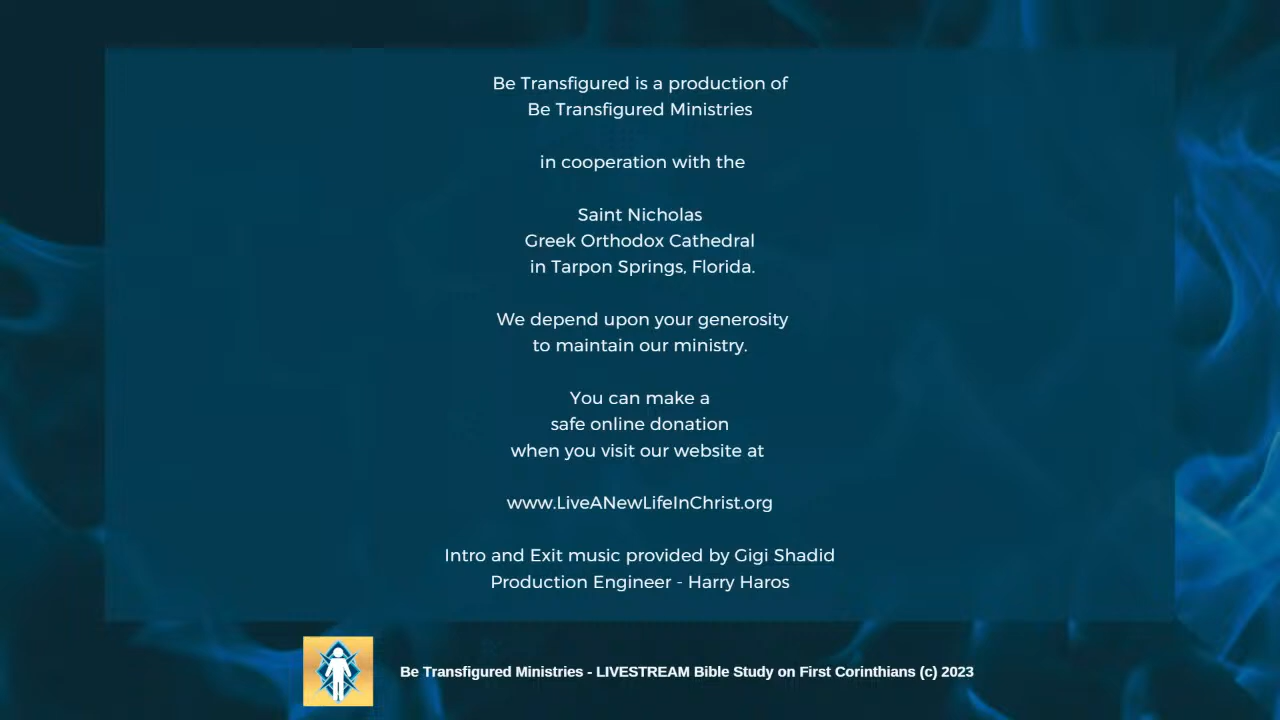 Be Transfigured is a production of
Be Transfigured Ministries
in cooperation with the
Saint Nicholas
Greek Orthodox Cathedral
in Tarpon Springs, Florida.
We depend upon your generosity
to maintain our ministry.
You can make a
safe online donation
when you visit our website at
www.LiveANewLifeInChrist.org
Intro and Exit music provided by Gigi Shadid
Production Engineer - Harry Haros
Be Transfigured Ministries - LIVESTREAM Bible Study on First Corinthians (c) 2023